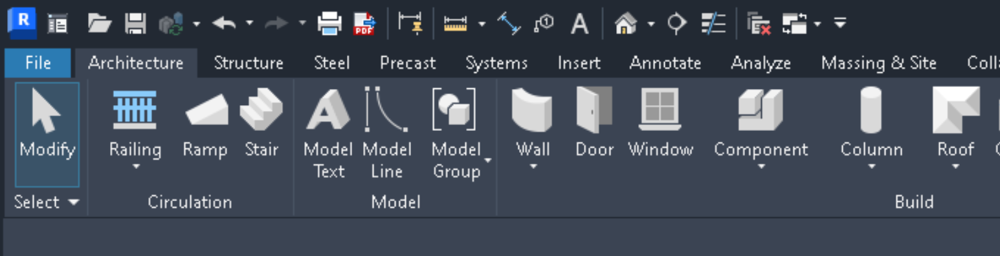 R
PDF
1
A
File Architecture Structure Steel Precast Systems Insert Annotate Analyze Massing & Site
Modify Railing Ramp Stair Model Text Model Line Model Group Wall Door Window Component Column Roof
Select Circulation Model Build